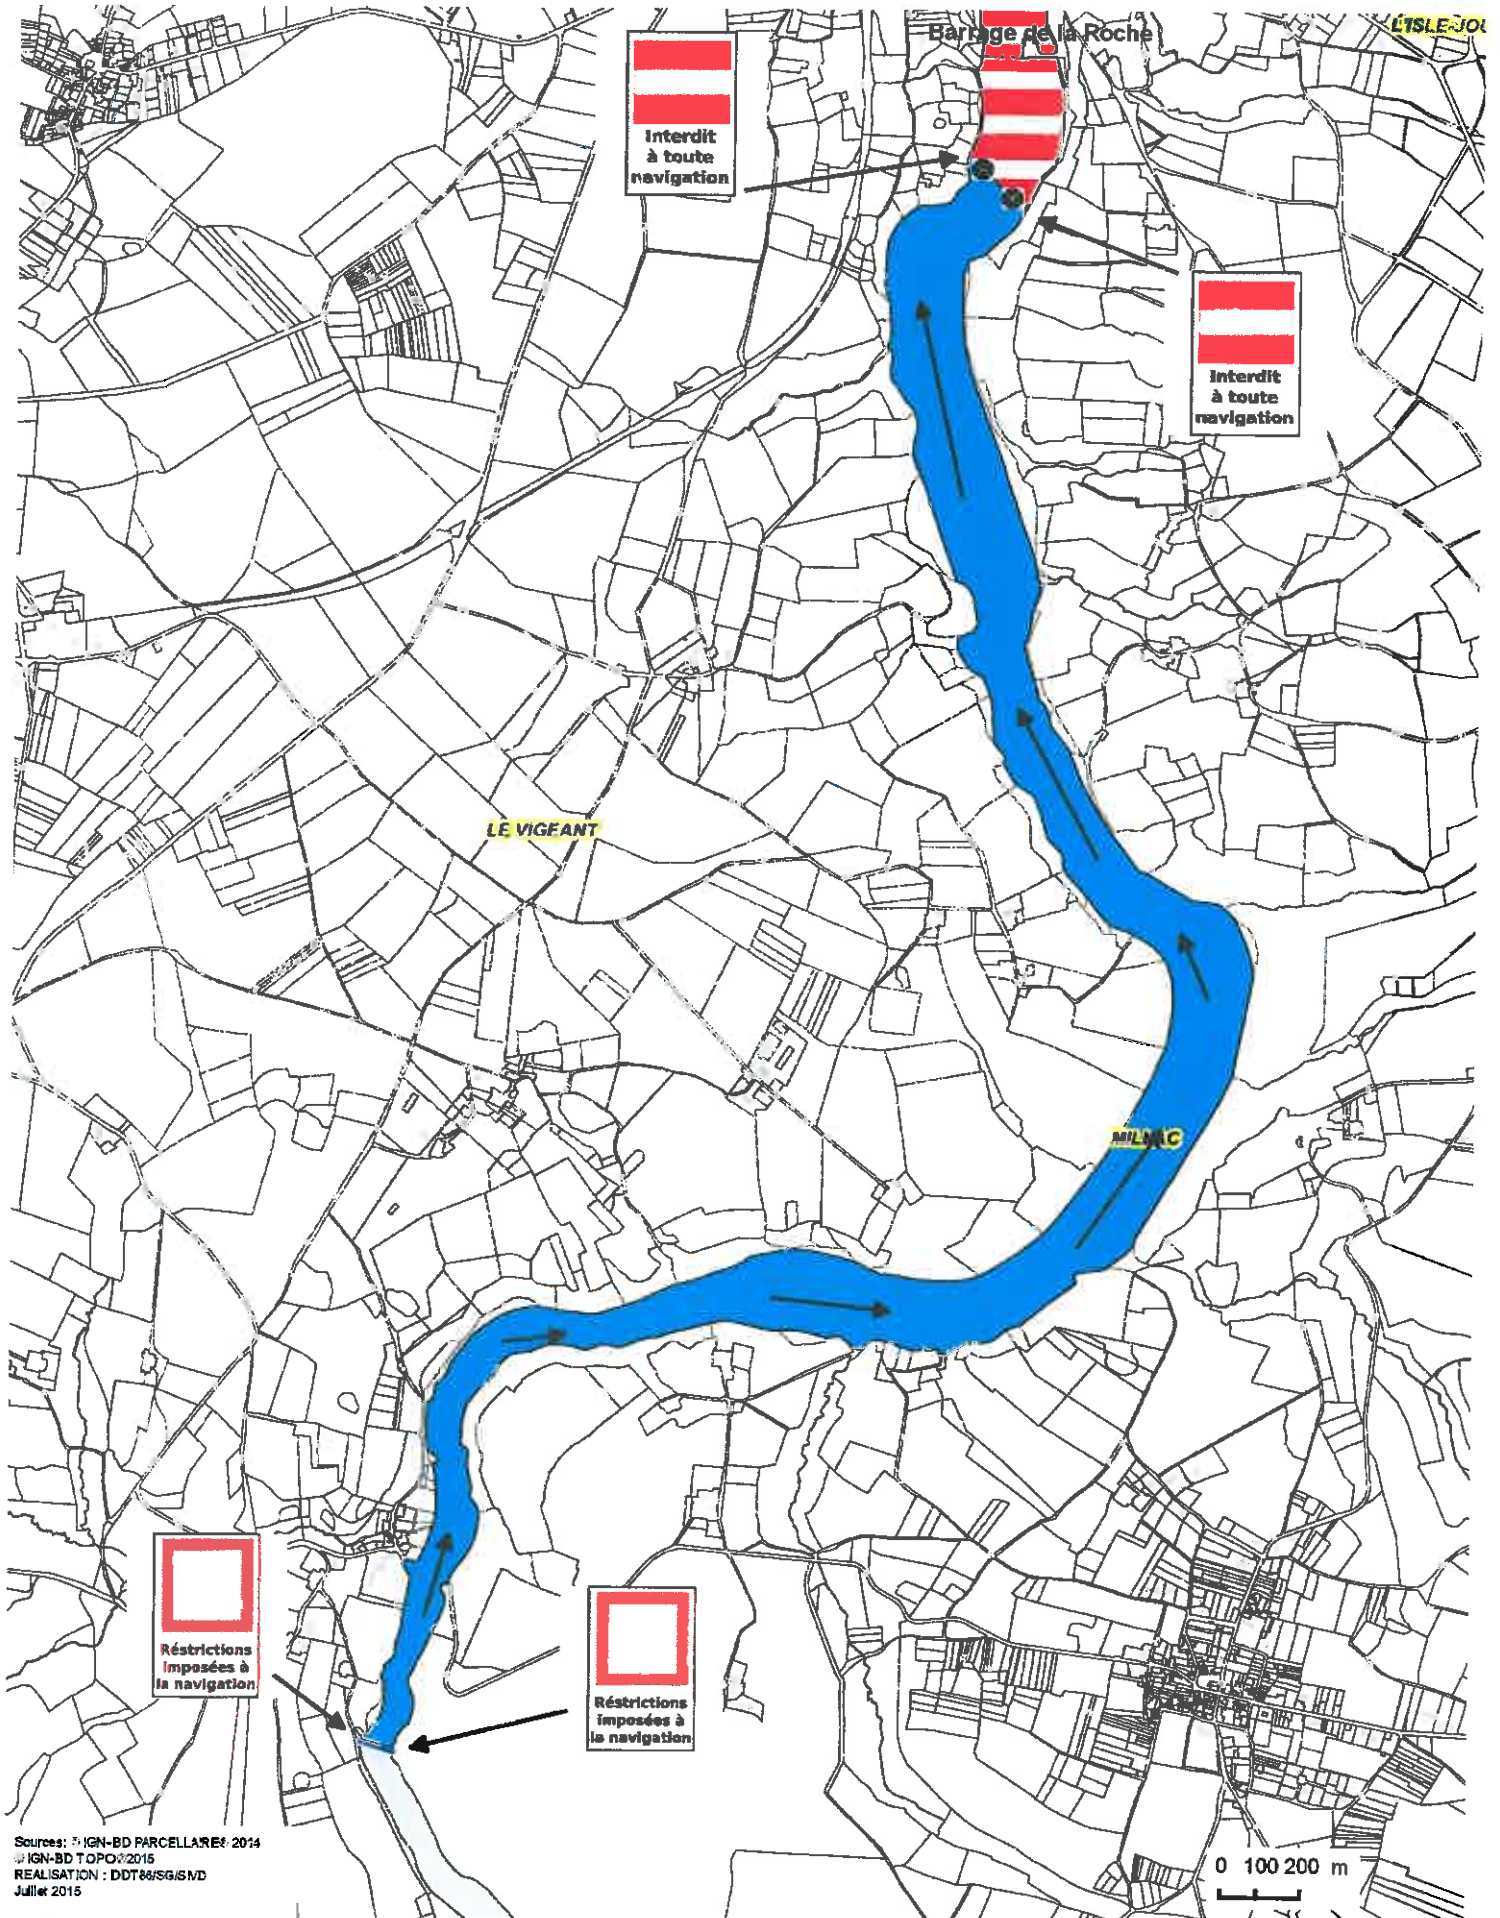 Barrage de la Roche
L'ISLE-JOU
Interdit
à toute
navigation
Interdit
à toute
navigation
LE VIGEANT
MILLAC
Réstrictions
imposées à
la navigation
Réstrictions
imposées à
la navigation
Sources: © IGN-BD PARCELLAIRE® 2014
© IGN-BD TOPO®2015
REALISATION : DDT86/SG/SIVD
Juillet 2015
0 100 200 m